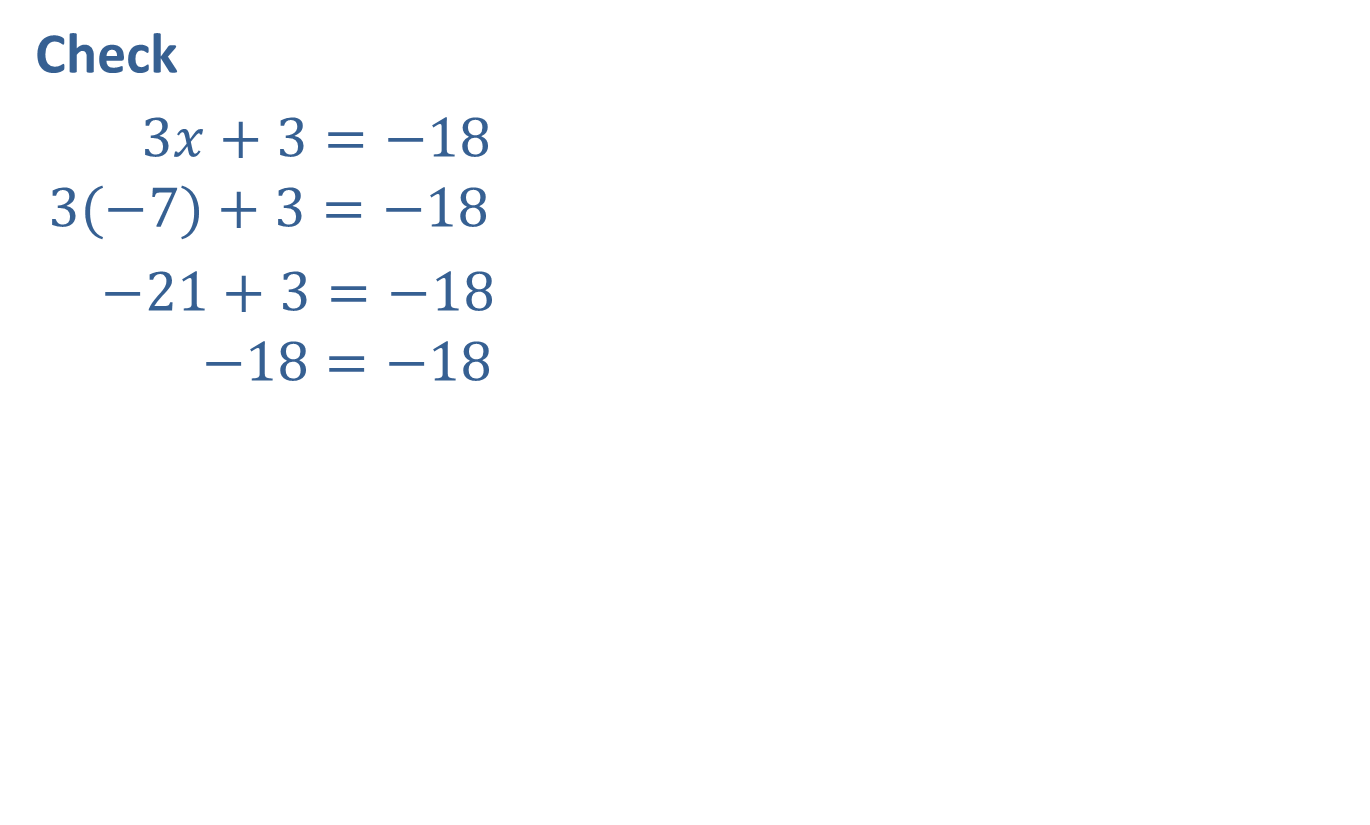 Check
3𝑥 + 3 = −18
3(−7) + 3 = −18
−21 + 3 = −18
−18 = −18